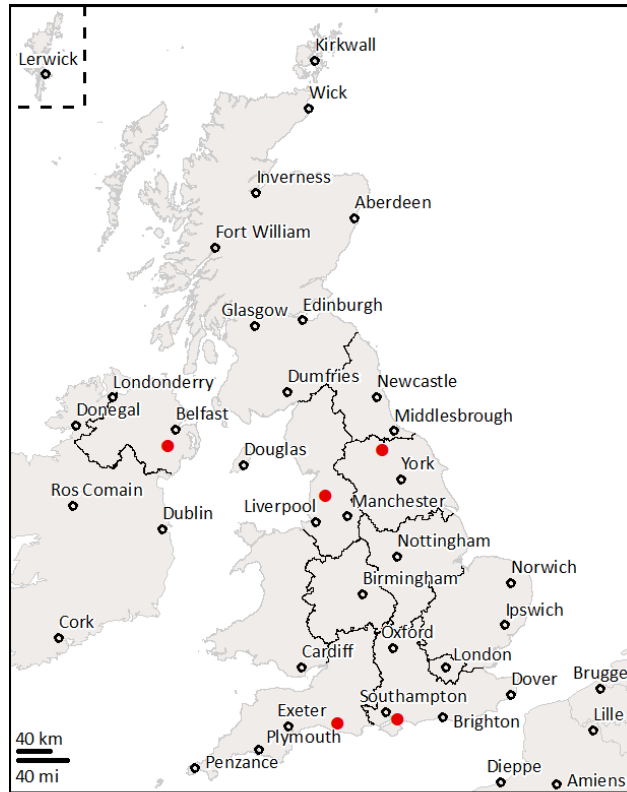 Lerwick
Kirkwall
Wick
Inverness
Aberdeen
Fort William
Glasgow
Edinburgh
Londonderry
Dumfries
Newcastle
Donegal
Belfast
Middlesbrough
Douglas
York
Ros Comain
Liverpool
Manchester
Dublin
Nottingham
Birmingham
Norwich
Ipswich
Cork
Oxford
Cardiff
London
Dover
Brugge
Southampton
Exeter
Brighton
Lille
Plymouth
40 km
Penzance
40 mi
Dieppe
Amiens